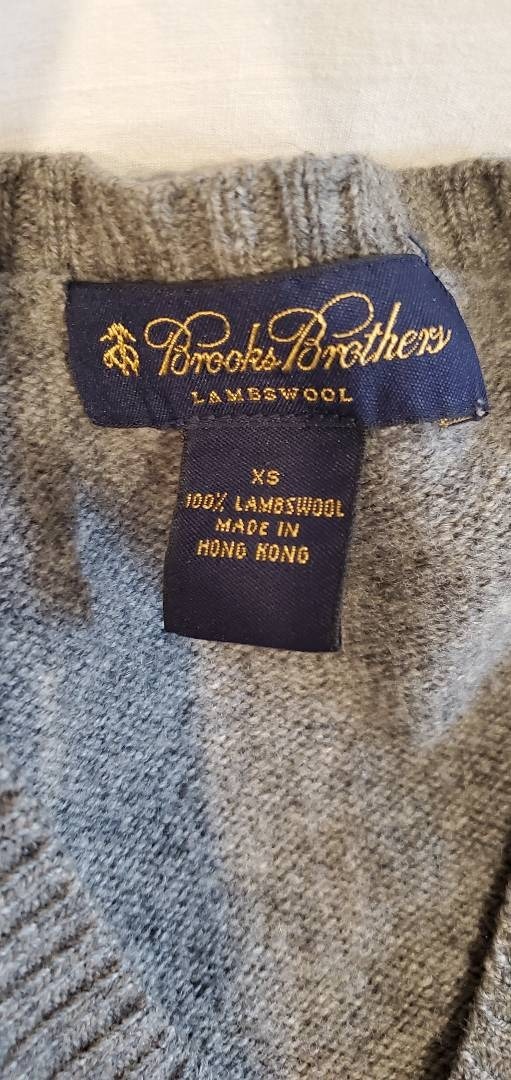 Brooks Brothers
LAMBSWOOL
XS
100% LAMBSWOOL
MADE IN
HONG KONG